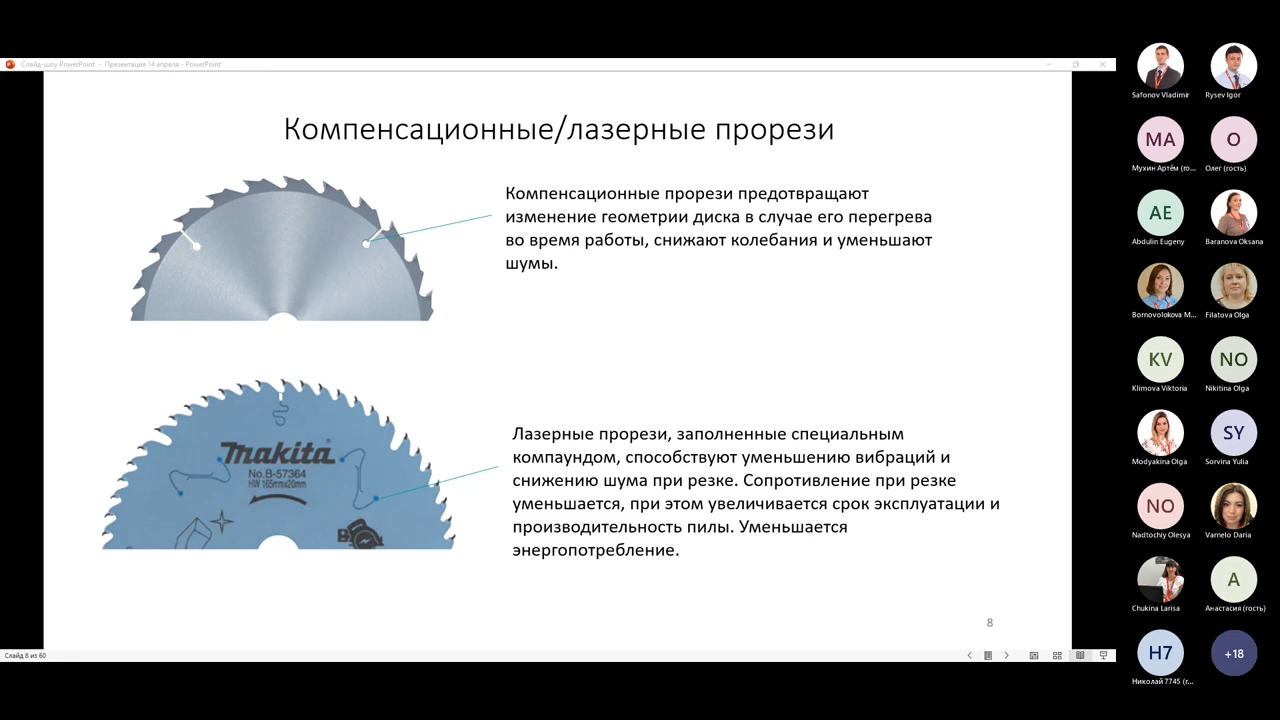 Слайд-шоу PowerPoint - Презентация 14 апреля - PowerPoint
Компенсационные/лазерные прорези
Компенсационные прорези предотвращают
изменение геометрии диска в случае его перегрева
во время работы, снижают колебания и уменьшают
шумы.
makita
No.B-57364
HW 165mmx20mm
Лазерные прорези, заполненные специальным
компаундом, способствуют уменьшению вибраций и
снижению шума при резке. Сопротивление при резке
уменьшается, при этом увеличивается срок эксплуатации и
производительность пилы. Уменьшается
энергопотребление.
8
Слайд 8 из 60
Safonov Vladimir
Rysev Igor
MA
Мухин Артём (го...
O
Олег (гость)
AE
Abdulin Eugeny
Baranova Oksana
Bornovolokova M...
Filatova Olga
KV
Klimova Viktoria
NO
Nikitina Olga
Modyakina Olga
SY
Sorvina Yulia
NO
Nadtochiy Olesya
Varnelo Daria
Chukina Larisa
A
Анастасия (гость)
H7
Николай 7745 (г...
+18